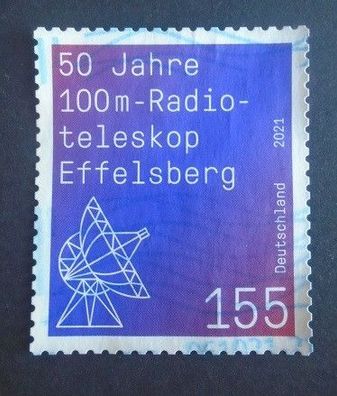 50 Jahre
100m-Radio-
teleskop
Effelsberg
Deutschland 2021
155